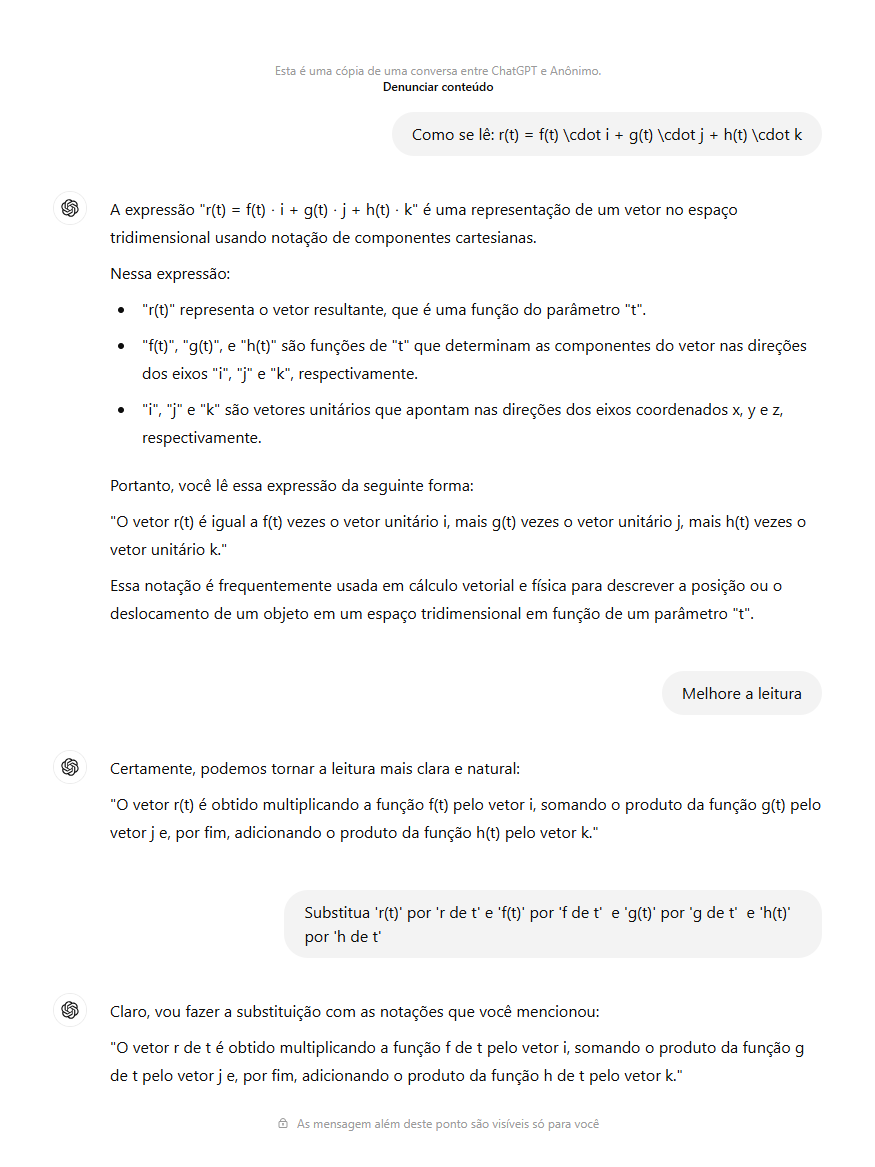 Esta é uma cópia de uma conversa entre ChatGPT e Anônimo.
Denunciar conteúdo
Como se lê: r(t) = f(t) \cdot i + g(t) \cdot j + h(t) \cdot k
A expressão "r(t) = f(t) · i + g(t) · j + h(t) · k" é uma representação de um vetor no espaço
tridimensional usando notação de componentes cartesianas.
Nessa expressão:
• "r(t)" representa o vetor resultante, que é uma função do parâmetro "t".
• "f(t)", "g(t)", e "h(t)" são funções de "t" que determinam as componentes do vetor nas direções
dos eixos "i", "j" e "k", respectivamente.
• "i", "j" e "k" são vetores unitários que apontam nas direções dos eixos coordenados x, y e z,
respectivamente.
Portanto, você lê essa expressão da seguinte forma:
"O vetor r(t) é igual a f(t) vezes o vetor unitário i, mais g(t) vezes o vetor unitário j, mais h(t) vezes o
vetor unitário k."
Essa notação é frequentemente usada em cálculo vetorial e física para descrever a posição ou o
deslocamento de um objeto em um espaço tridimensional em função de um parâmetro "t".
Melhore a leitura
Certamente, podemos tornar a leitura mais clara e natural:
"O vetor r(t) é obtido multiplicando a função f(t) pelo vetor i, somando o produto da função g(t) pelo
vetor j e, por fim, adicionando o produto da função h(t) pelo vetor k."
Substitua 'r(t)' por 'r de t' e 'f(t)' por 'f de t'  e 'g(t)' por 'g de t'  e 'h(t)'
por 'h de t'
Claro, vou fazer a substituição com as notações que você mencionou:
"O vetor r de t é obtido multiplicando a função f de t pelo vetor i, somando o produto da função g
de t pelo vetor j e, por fim, adicionando o produto da função h de t pelo vetor k."
As mensagem além deste ponto são visíveis só para você